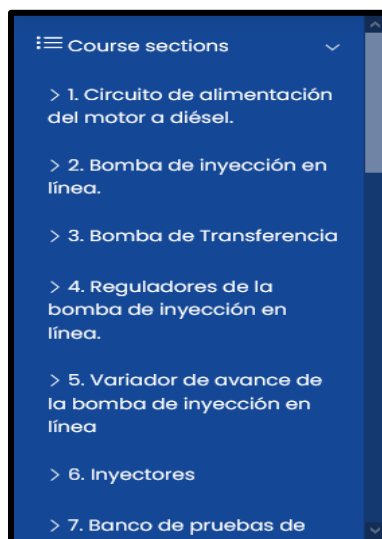 Course sections
> 1. Circuito de alimentación
del motor a diésel.
> 2. Bomba de inyección en
línea.
> 3. Bomba de Transferencia
> 4. Reguladores de la
bomba de inyección en
línea.
> 5. Variador de avance de
la bomba de inyección en
línea
> 6. Inyectores
> 7. Banco de pruebas de